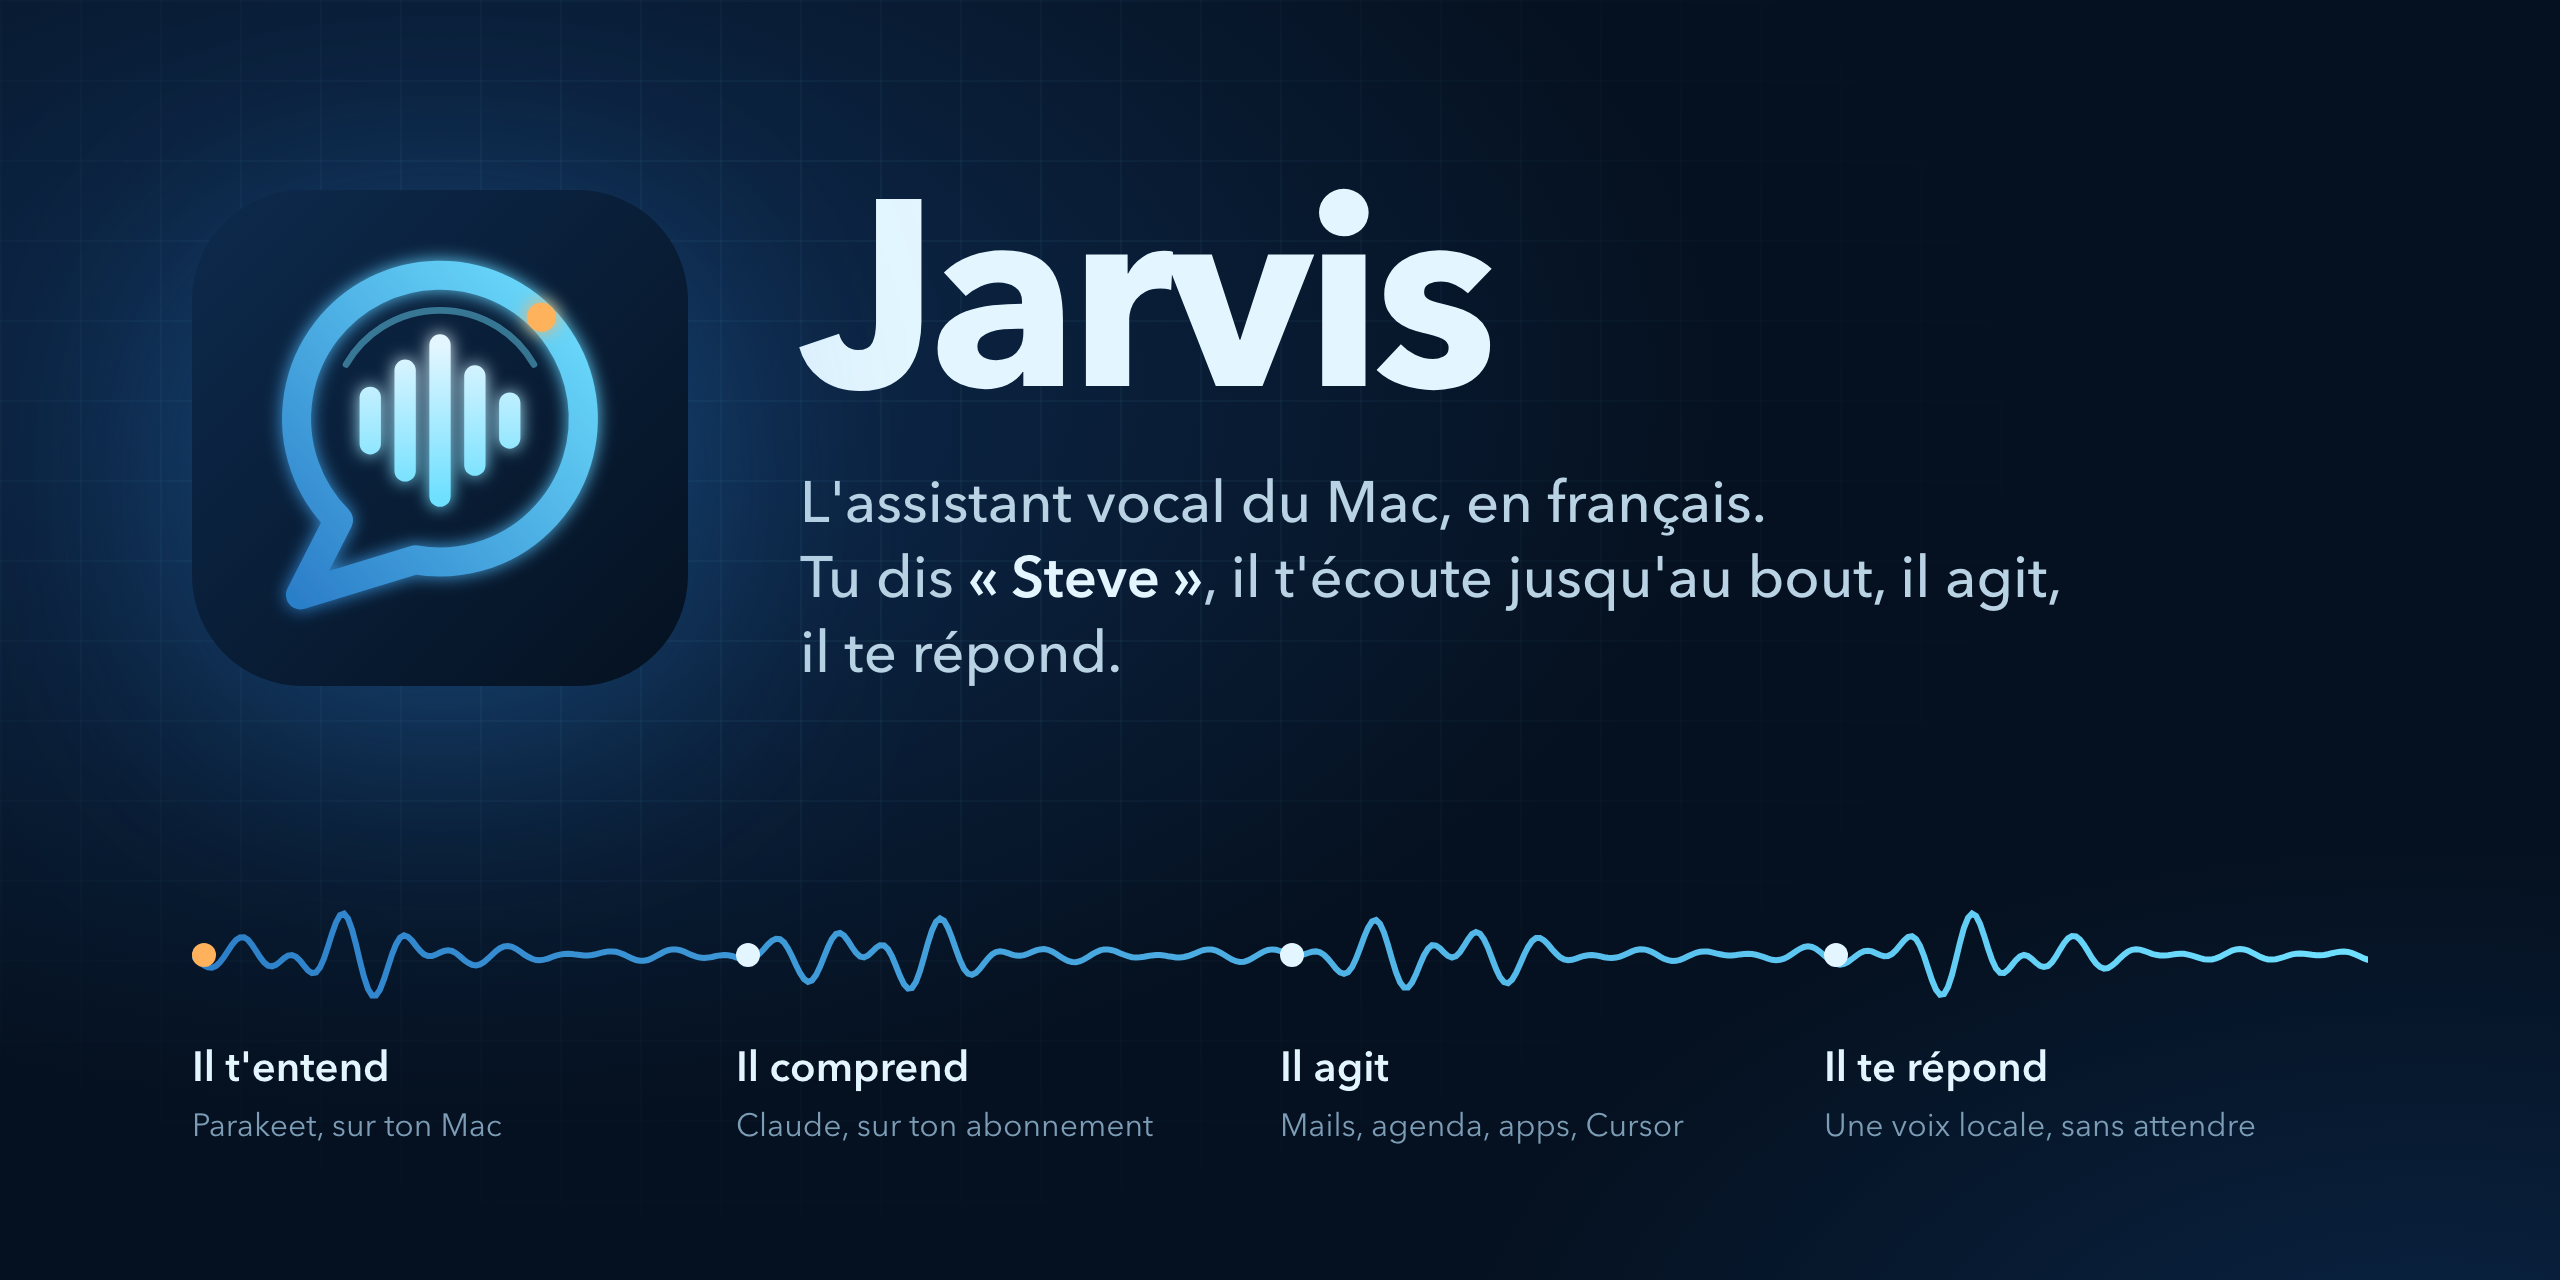 Jarvis
L'assistant vocal du Mac, en français.
Tu dis « Steve », il t'écoute jusqu'au bout, il agit,
il te répond.
Il t'entend
Parakeet, sur ton Mac
Il comprend
Claude, sur ton abonnement
Il agit
Mails, agenda, apps, Cursor
Il te répond
Une voix locale, sans attendre